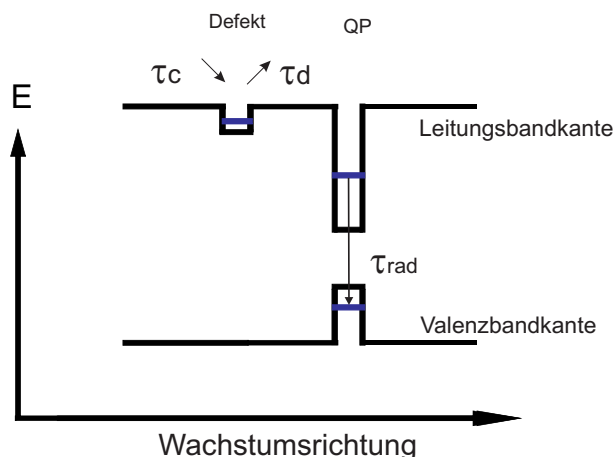 Defekt QP
τc τd
E
Leitungsbandkante
τrad
Valenzbandkante
Wachstumsrichtung